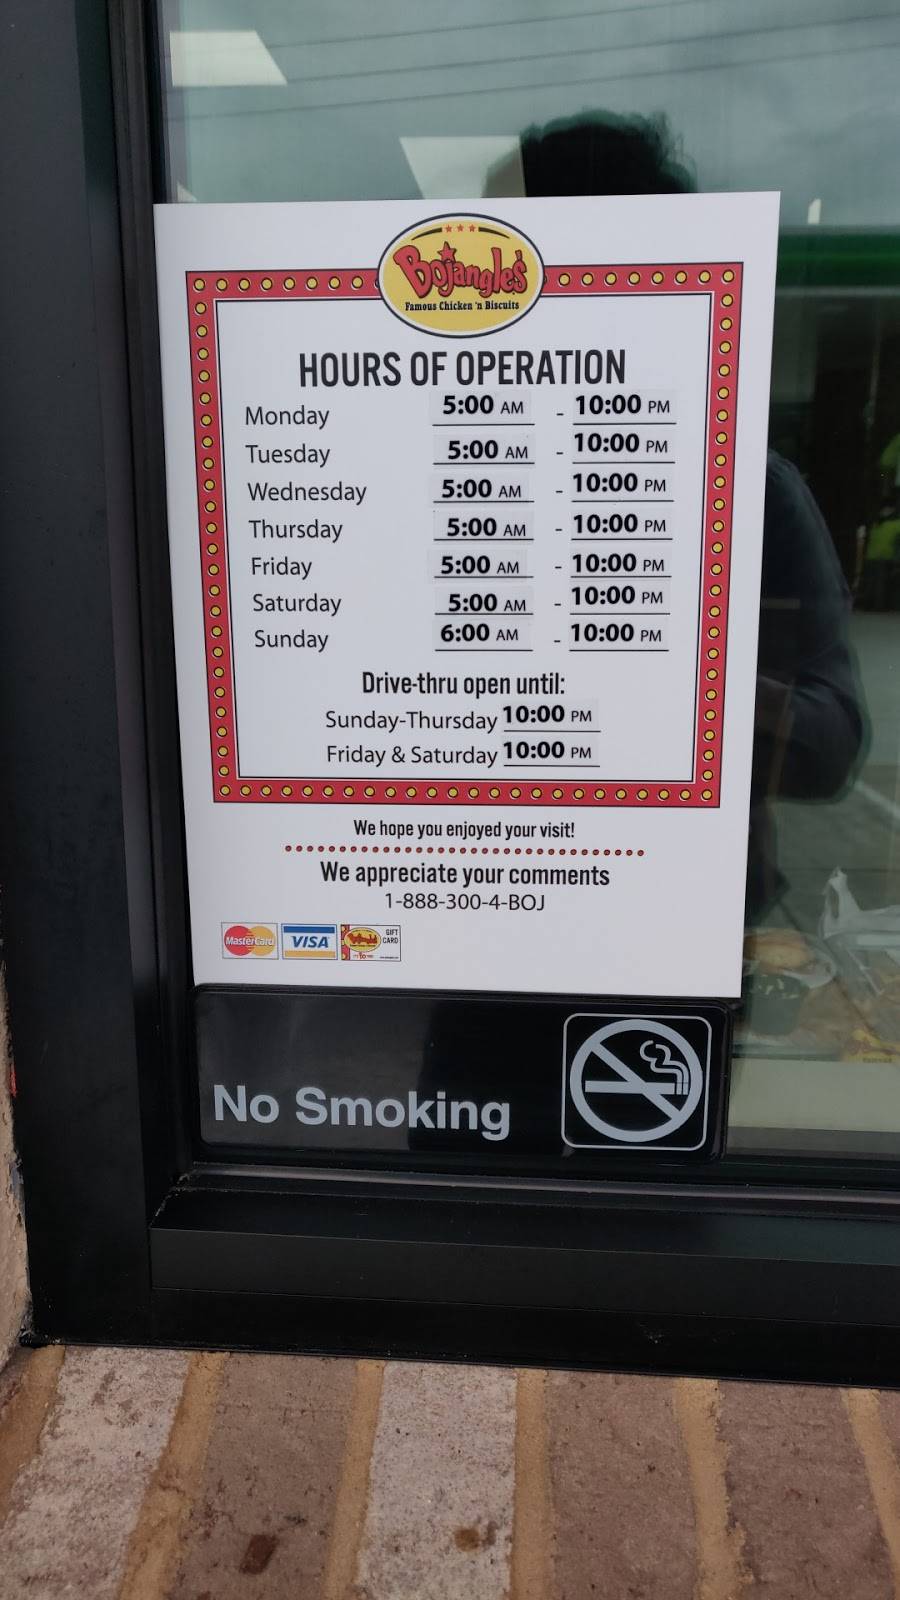 Bojangles
Famous Chicken 'n Biscuits
HOURS OF OPERATION
Monday 5:00 AM - 10:00 PM
Tuesday 5:00 AM - 10:00 PM
Wednesday 5:00 AM - 10:00 PM
Thursday 5:00 AM - 10:00 PM
Friday 5:00 AM - 10:00 PM
Saturday 5:00 AM - 10:00 PM
Sunday 6:00 AM - 10:00 PM
Drive-thru open until:
Sunday-Thursday 10:00 PM
Friday & Saturday 10:00 PM
We hope you enjoyed your visit!
We appreciate your comments
1-888-300-4-BOJ
MasterCard VISA GIFT CARD
No Smoking